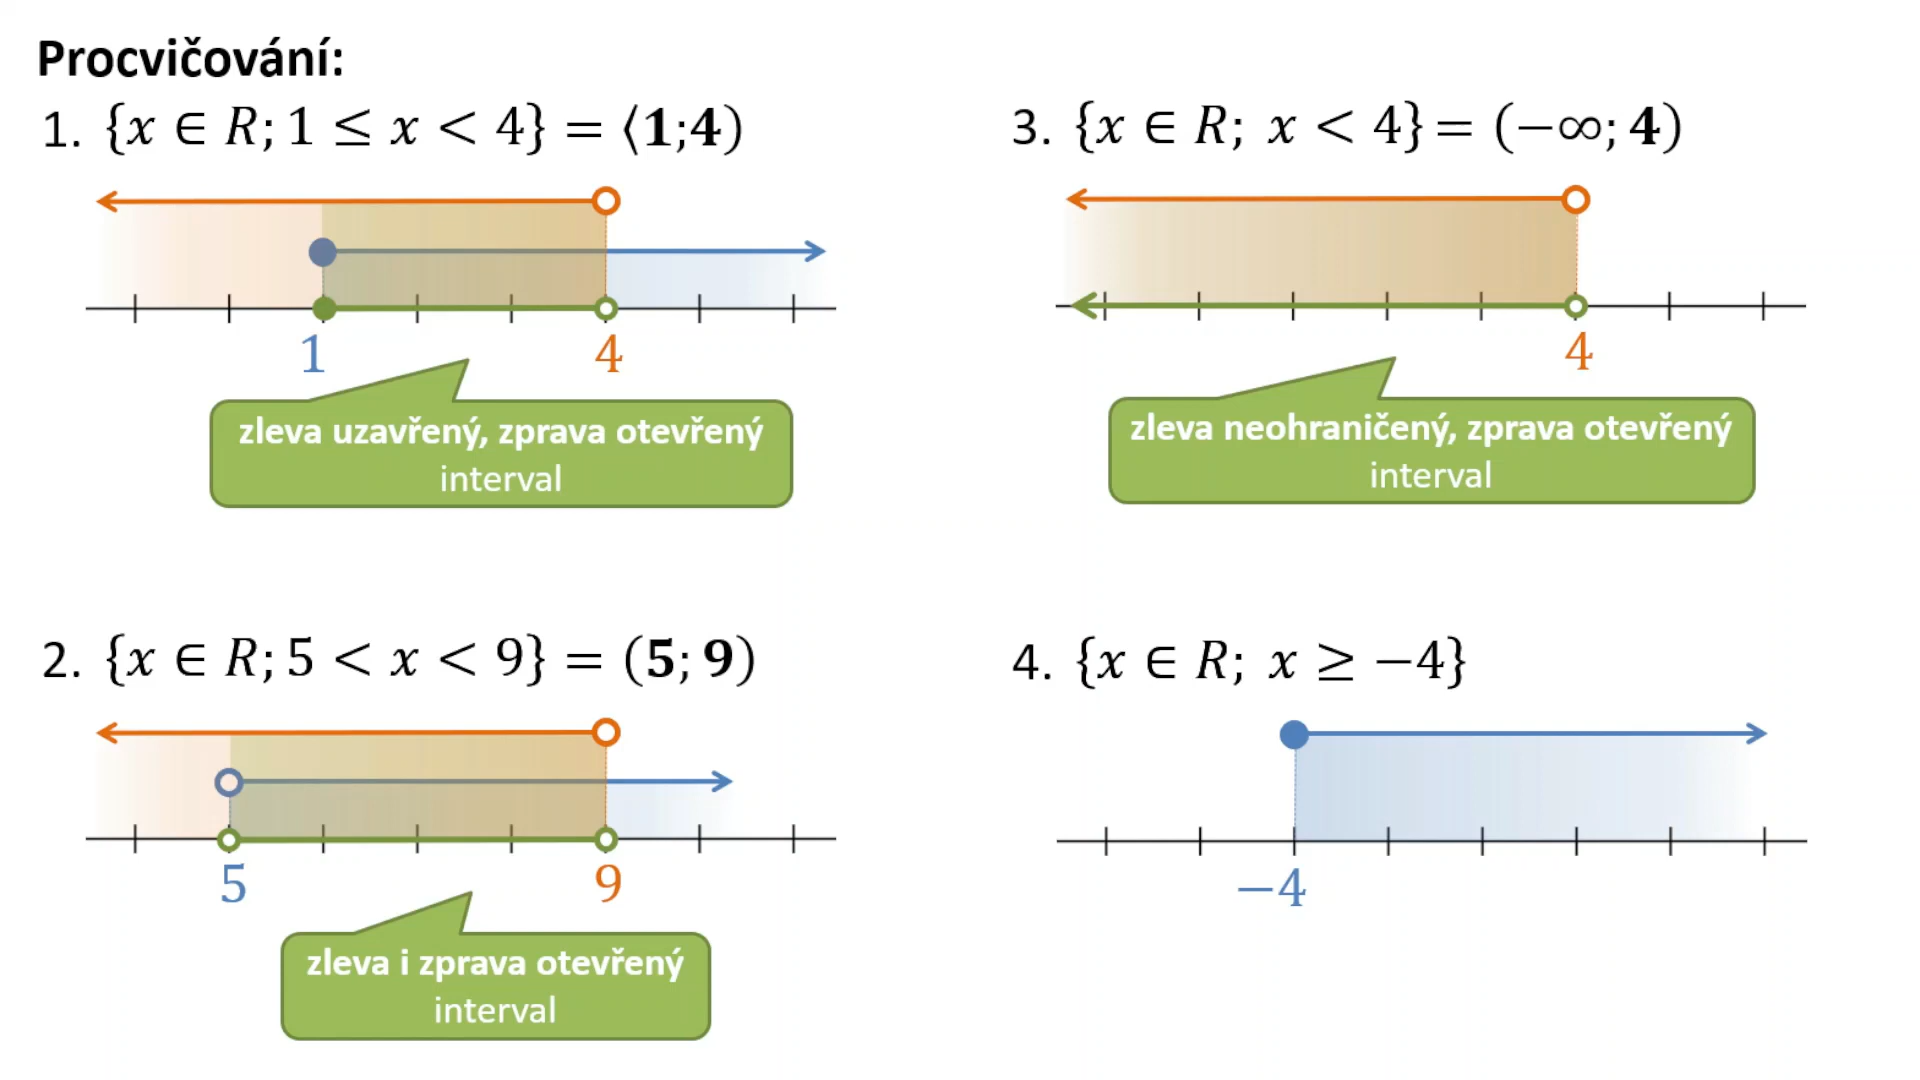 Procvičování:
1. {x ∈ R; 1 ≤ x < 4} = ⟨1;4)
1 4
zleva uzavřený, zprava otevřený
interval
2. {x ∈ R; 5 < x < 9} = (5; 9)
5 9
zleva i zprava otevřený
interval
3. {x ∈ R; x < 4} = (−∞; 4)
4
zleva neohraničený, zprava otevřený
interval
4. {x ∈ R; x ≥ −4}
−4